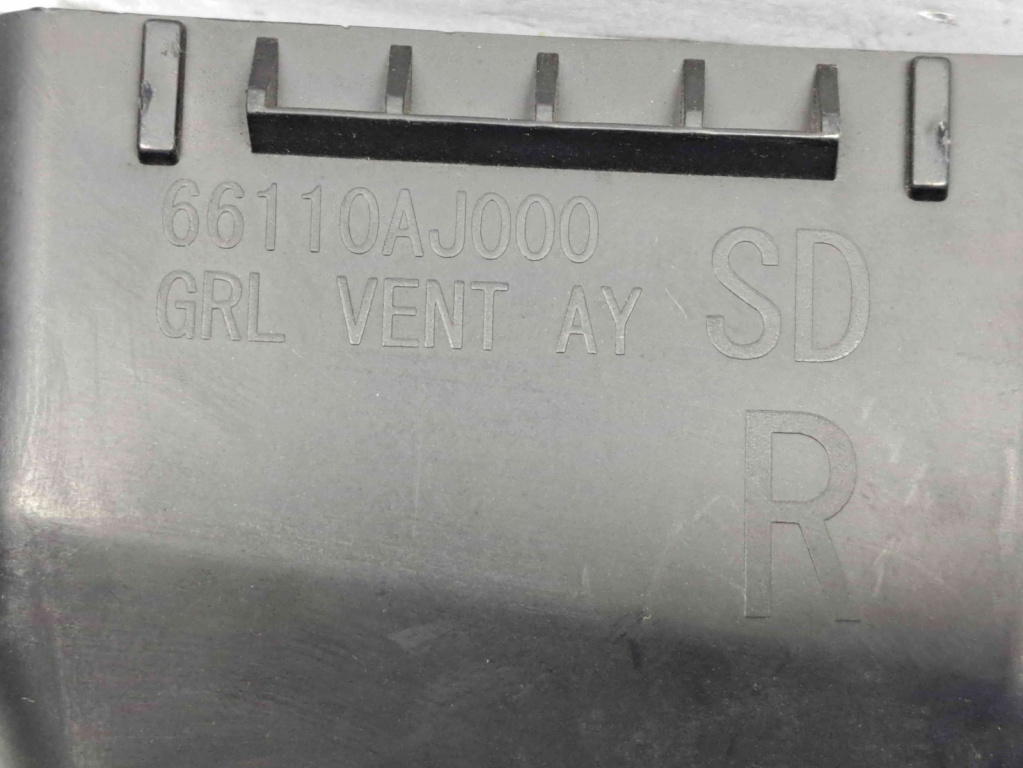 66110AJ000
GRL VENT AY
SD
R